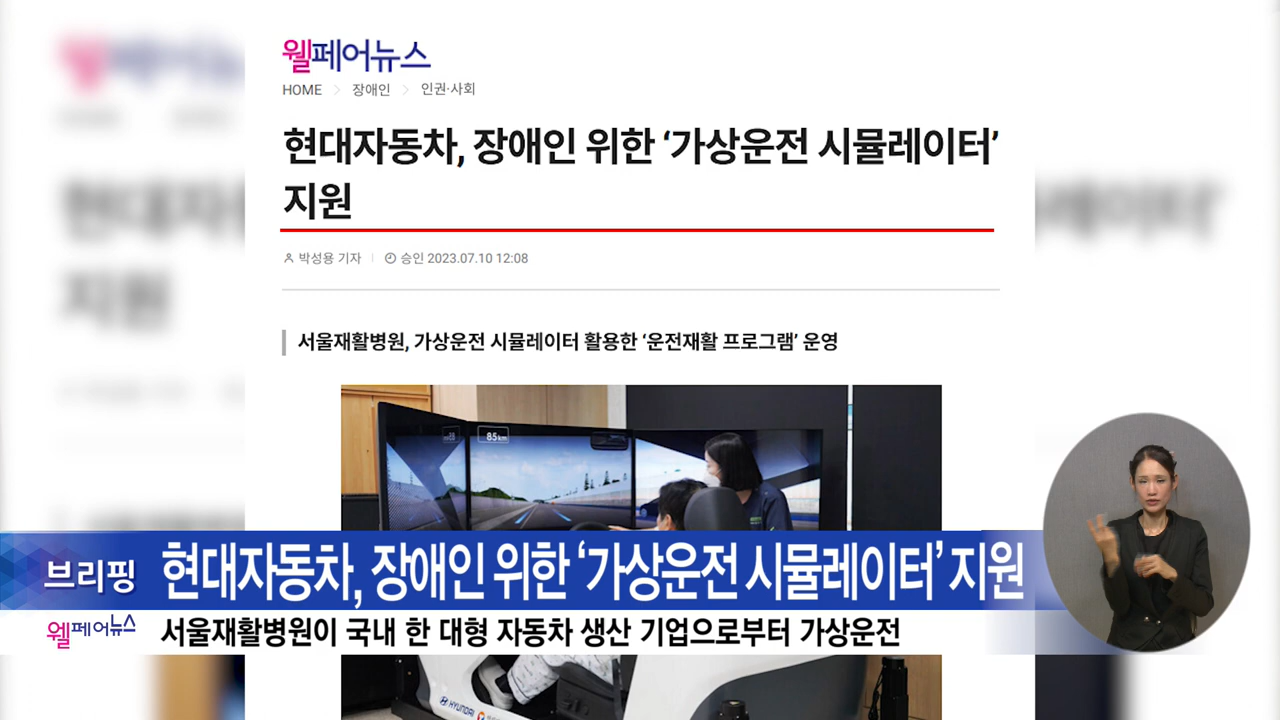 웰페어뉴스
HOME > 장애인 > 인권·사회
현대자동차, 장애인 위한 ‘가상운전 시뮬레이터’
지원
박성용 기자 | 승인 2023.07.10 12:08
서울재활병원, 가상운전 시뮬레이터 활용한 ‘운전재활 프로그램’ 운영
85km
브리핑 현대자동차, 장애인 위한 ‘가상운전 시뮬레이터’ 지원
웰페어뉴스 서울재활병원이 국내 한 대형 자동차 생산 기업으로부터 가상운전
HYUNDAI